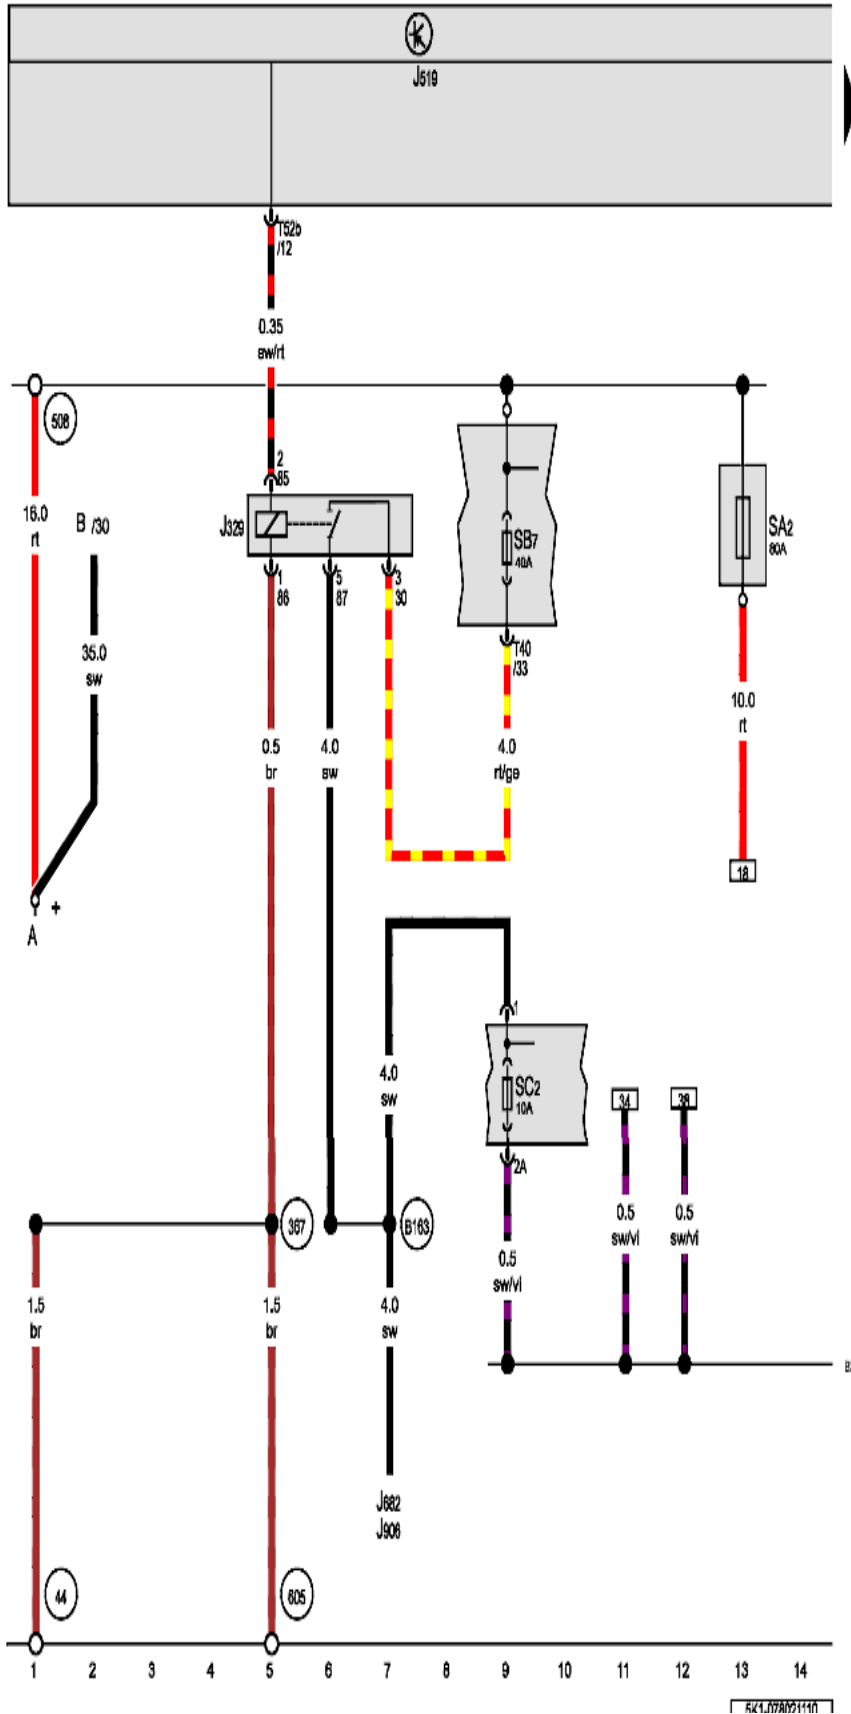 J519
T52b
/12
0.35
sw/rt
508
2
85
16.0
rt
B /30
J329
SB7
40A
SA2
80A
1
86
5
87
3
30
T40
/33
35.0
sw
10.0
rt
0.5
br
4.0
sw
4.0
rt/ge
18
+
A
1
4.0
sw
SC2
10A
34
38
2A
367
B163
0.5
sw/vi
0.5
sw/vi
0.5
sw/vi
1.5
br
1.5
br
4.0
sw
J682
J906
44
605
1 2 3 4 5 6 7 8 9 10 11 12 13 14
5K1-078021110